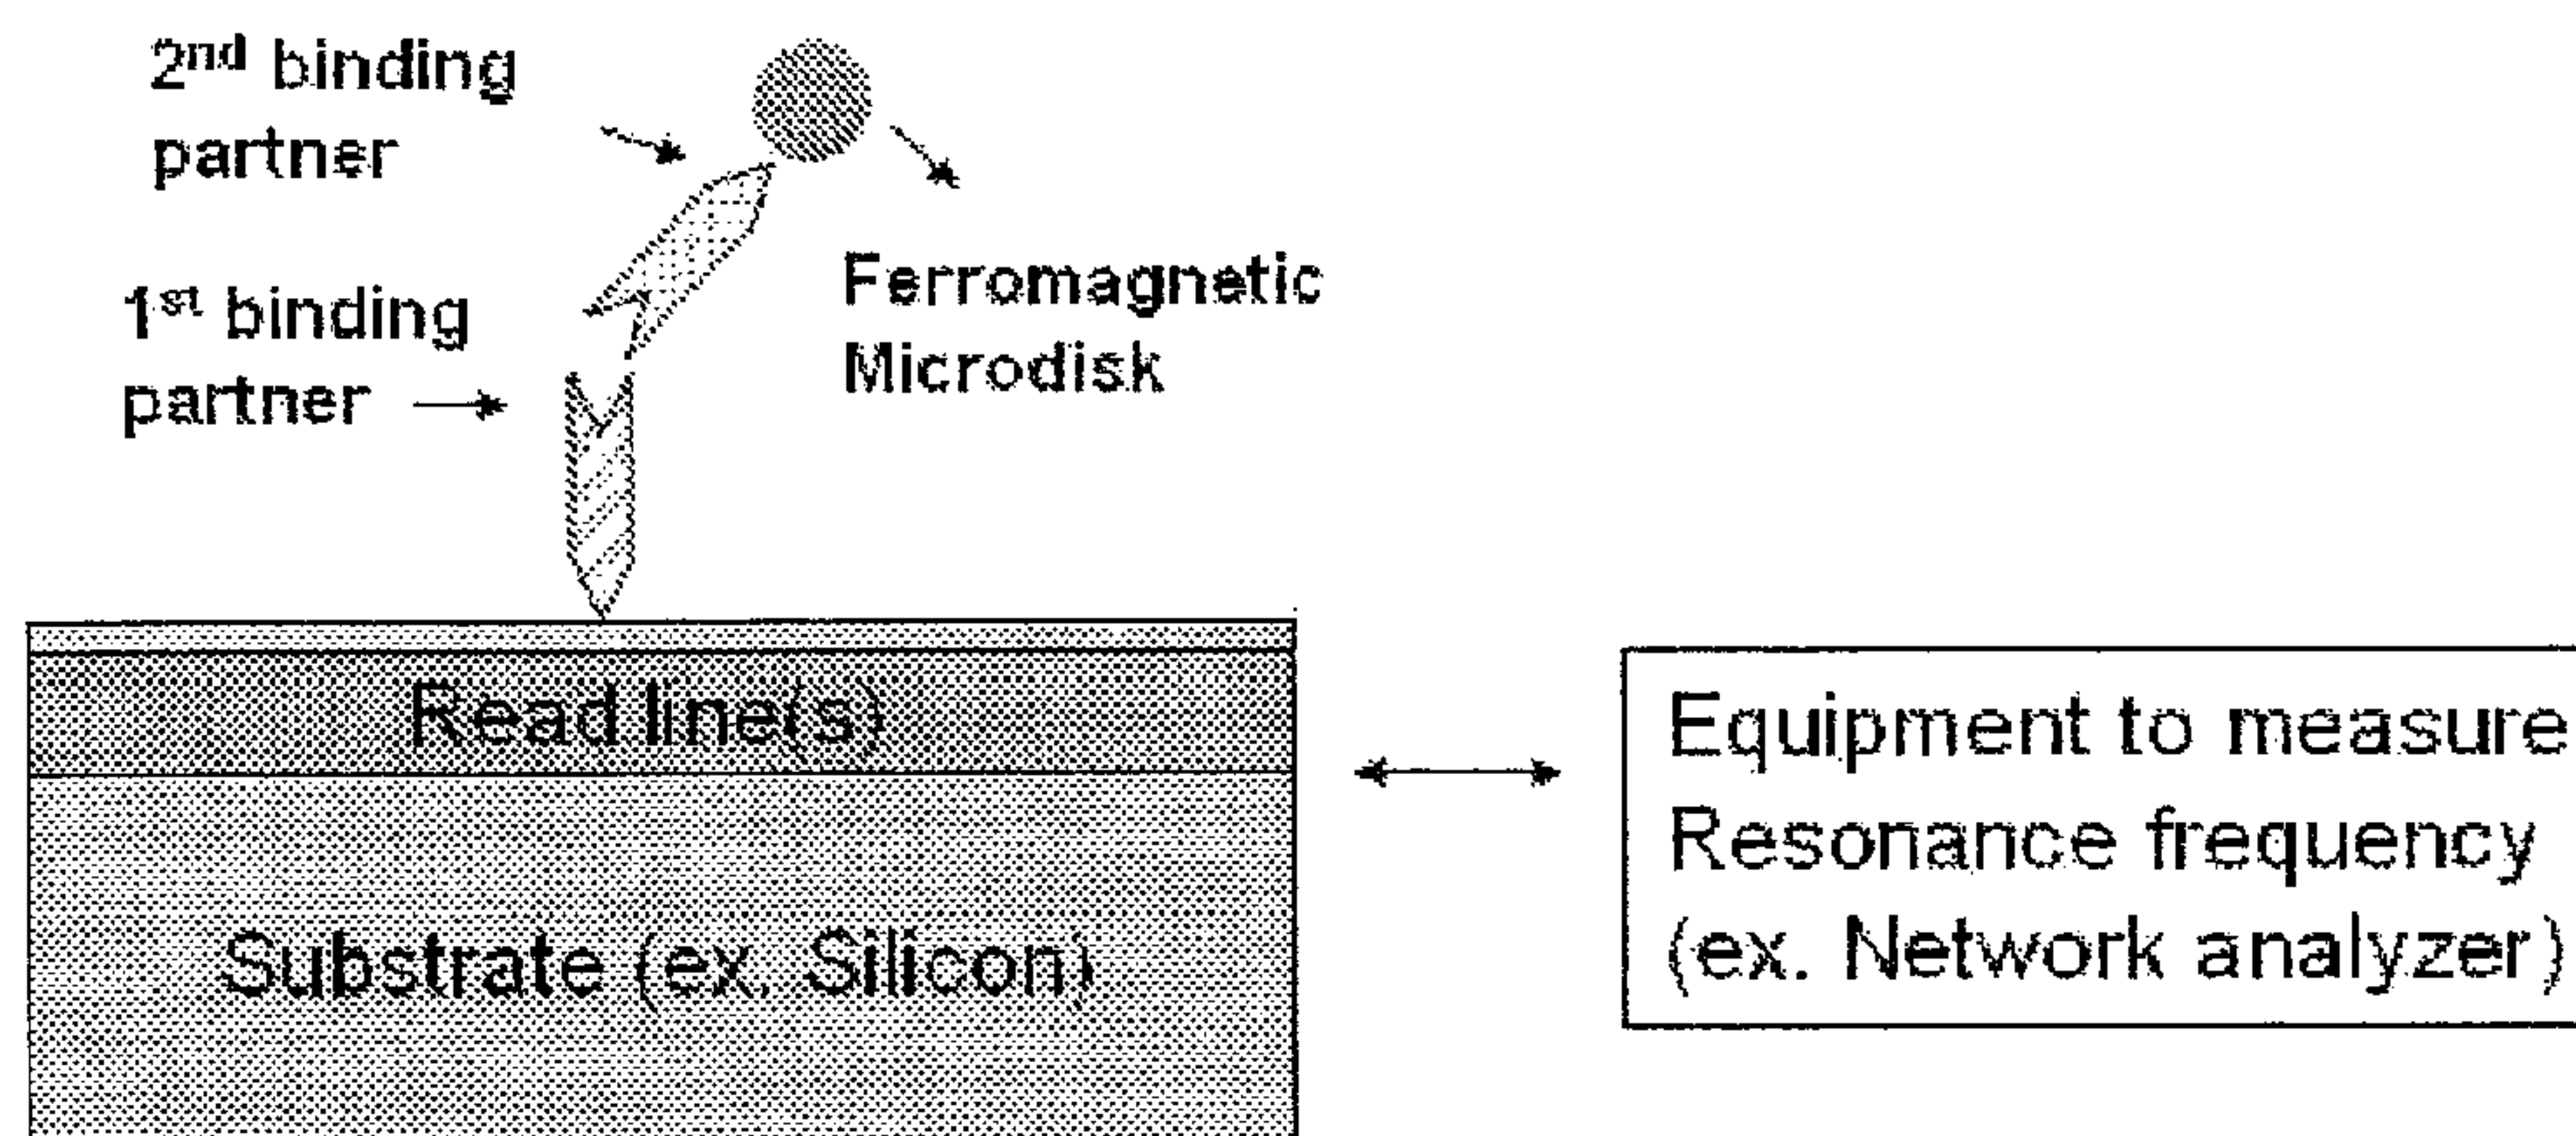 2nd binding
partner
1st binding
partner
Ferromagnetic
Microdisk
Read line(s)
Substrate (ex. Silicon)
Equipment to measure
Resonance frequency
(ex. Network analyzer)